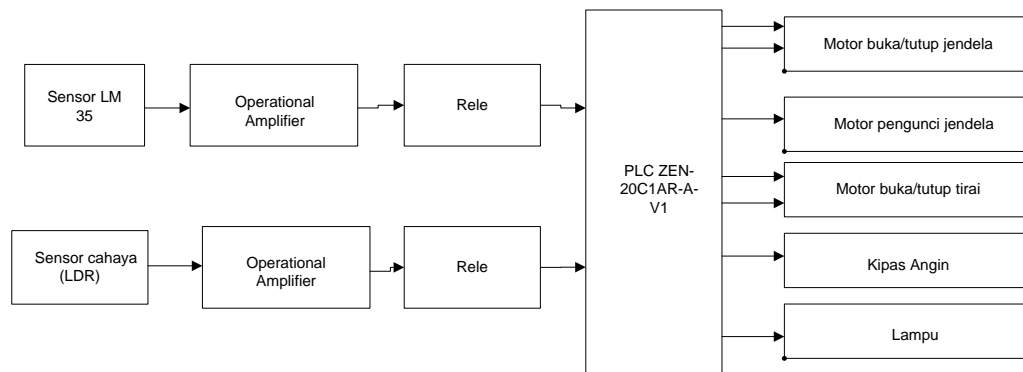 Sensor LM
35
Operational
Amplifier
Rele
Sensor cahaya
(LDR)
Operational
Amplifier
Rele
PLC ZEN-
20C1AR-A-
V1
Motor buka/tutup jendela
Motor pengunci jendela
Motor buka/tutup tirai
Kipas Angin
Lampu